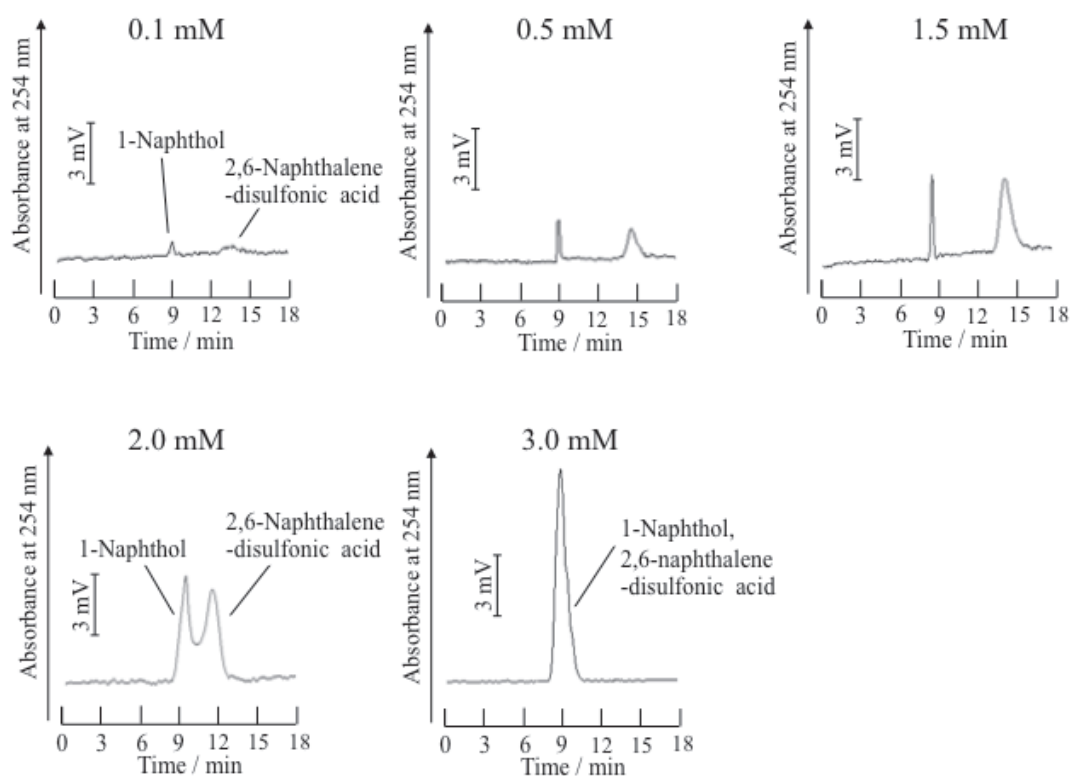 0.1 mM
Absorbance at 254 nm
3 mV
1-Naphthol
2,6-Naphthalene
-disulfonic acid
0 3 6 9 12 15 18
Time / min
0.5 mM
Absorbance at 254 nm
3 mV
0 3 6 9 12 15 18
Time / min
1.5 mM
Absorbance at 254 nm
3 mV
0 3 6 9 12 15 18
Time / min
2.0 mM
Absorbance at 254 nm
3 mV
1-Naphthol
2,6-Naphthalene
-disulfonic acid
0 3 6 9 12 15 18
Time / min
3.0 mM
Absorbance at 254 nm
3 mV
1-Naphthol,
2,6-naphthalene
-disulfonic acid
0 3 6 9 12 15 18
Time / min